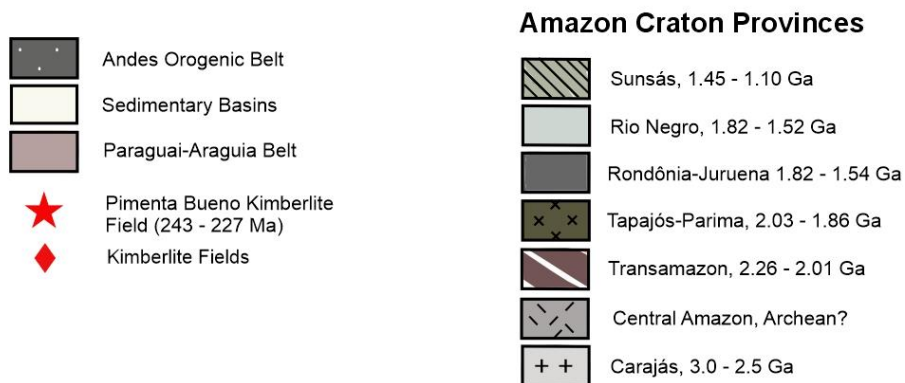 Andes Orogenic Belt
Sedimentary Basins
Paraguai-Araguia Belt
Pimenta Bueno Kimberlite
Field (243 - 227 Ma)
Kimberlite Fields
Amazon Craton Provinces
Sunsás, 1.45 - 1.10 Ga
Rio Negro, 1.82 - 1.52 Ga
Rondônia-Juruena 1.82 - 1.54 Ga
Tapajós-Parima, 2.03 - 1.86 Ga
Transamazon, 2.26 - 2.01 Ga
Central Amazon, Archean?
Carajás, 3.0 - 2.5 Ga